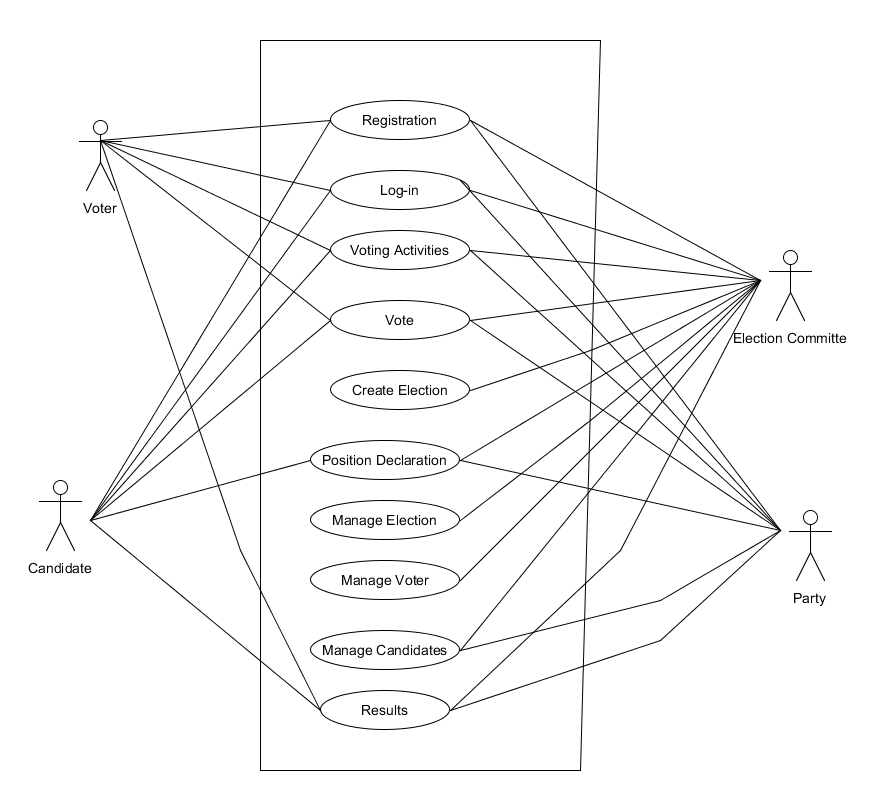 Registration
Voter
Log-in
Voting Activities
Vote
Election Committe
Create Election
Position Declaration
Manage Election
Candidate
Manage Voter
Party
Manage Candidates
Results